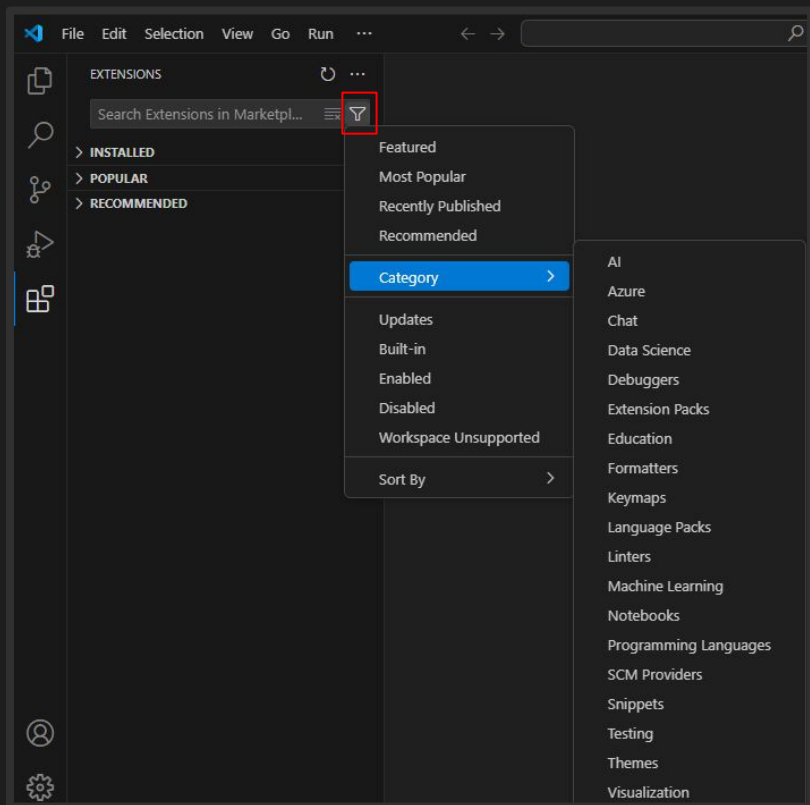 File Edit Selection View Go Run ···
EXTENSIONS
Search Extensions in Marketpl...
INSTALLED
POPULAR
RECOMMENDED
Featured
Most Popular
Recently Published
Recommended
Category
Updates
Built-in
Enabled
Disabled
Workspace Unsupported
Sort By
AI
Azure
Chat
Data Science
Debuggers
Extension Packs
Education
Formatters
Keymaps
Language Packs
Linters
Machine Learning
Notebooks
Programming Languages
SCM Providers
Snippets
Testing
Themes
Visualization